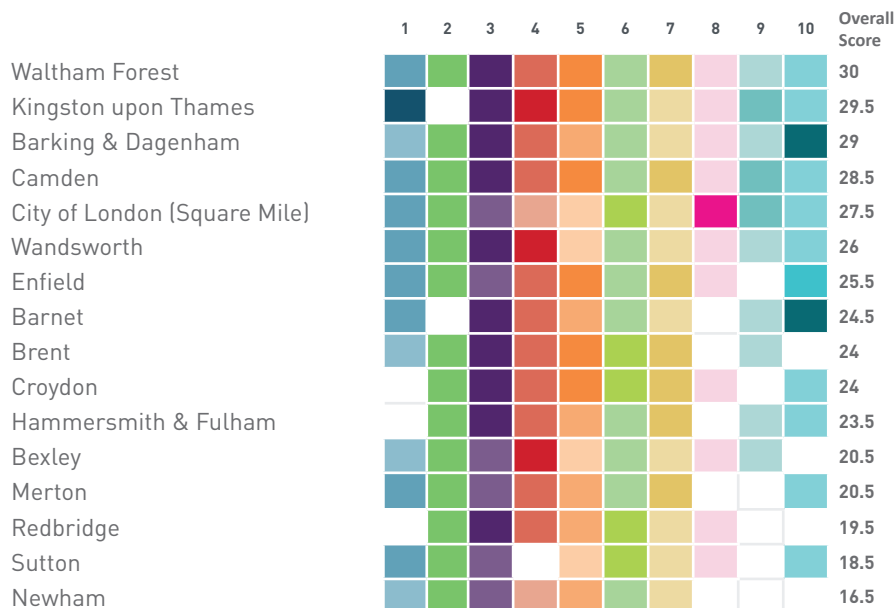 1 2 3 4 5 6 7 8 9 10 Overall Score
Waltham Forest 30
Kingston upon Thames 29.5
Barking & Dagenham 29
Camden 28.5
City of London (Square Mile) 27.5
Wandsworth 26
Enfield 25.5
Barnet 24.5
Brent 24
Croydon 24
Hammersmith & Fulham 23.5
Bexley 20.5
Merton 20.5
Redbridge 19.5
Sutton 18.5
Newham 16.5